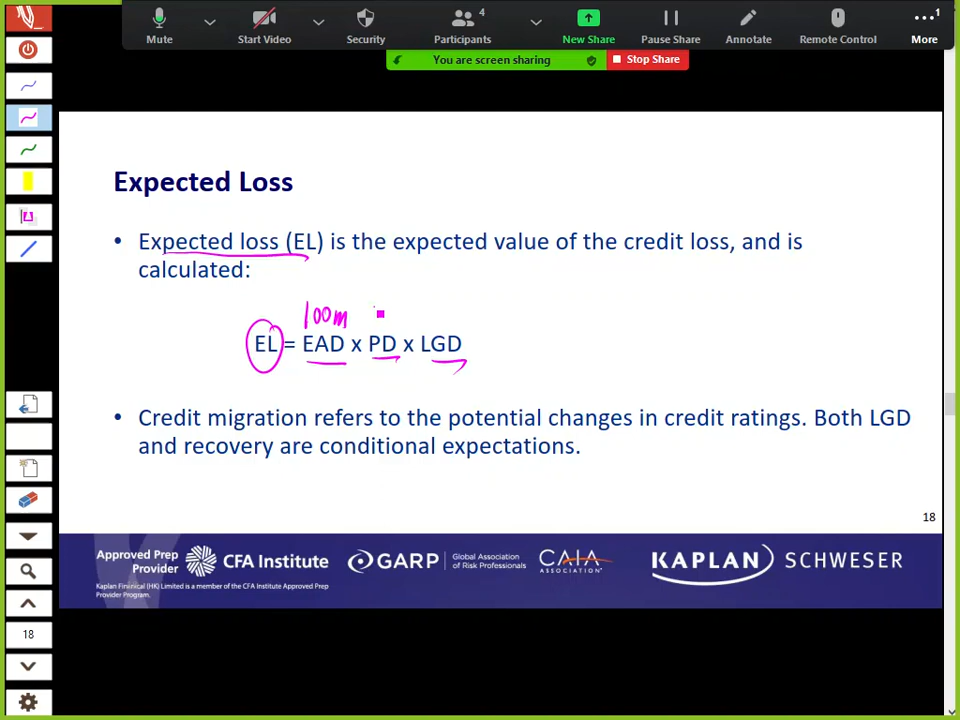 4
1
Mute
Start Video
Security
Participants
New Share
Pause Share
Annotate
Remote Control
More
You are screen sharing
Stop Share
Expected Loss
• Expected loss (EL) is the expected value of the credit loss, and is
calculated:
100m
EL = EAD x PD x LGD
• Credit migration refers to the potential changes in credit ratings. Both LGD
and recovery are conditional expectations.
18
Approved Prep
Provider
CFA Institute
Kaplan Financial (HK) Limited is a member of the CFA Institute Approved Prep
Provider Program.
GARP
Global Association
of Risk Professionals
CAIA
ASSOCIATION®
KAPLAN SCHWESER
18